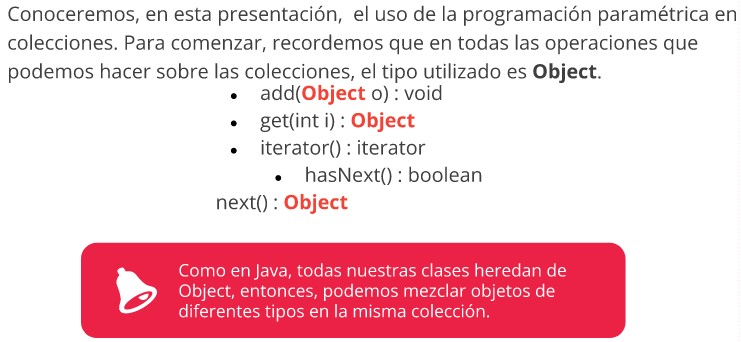 Conoceremos, en esta presentación, el uso de la programación paramétrica en
colecciones. Para comenzar, recordemos que en todas las operaciones que
podemos hacer sobre las colecciones, el tipo utilizado es Object.
• add(Object o) : void
• get(int i) : Object
• iterator() : iterator
• hasNext() : boolean
next() : Object
Como en Java, todas nuestras clases heredan de
Object, entonces, podemos mezclar objetos de
diferentes tipos en la misma colección.